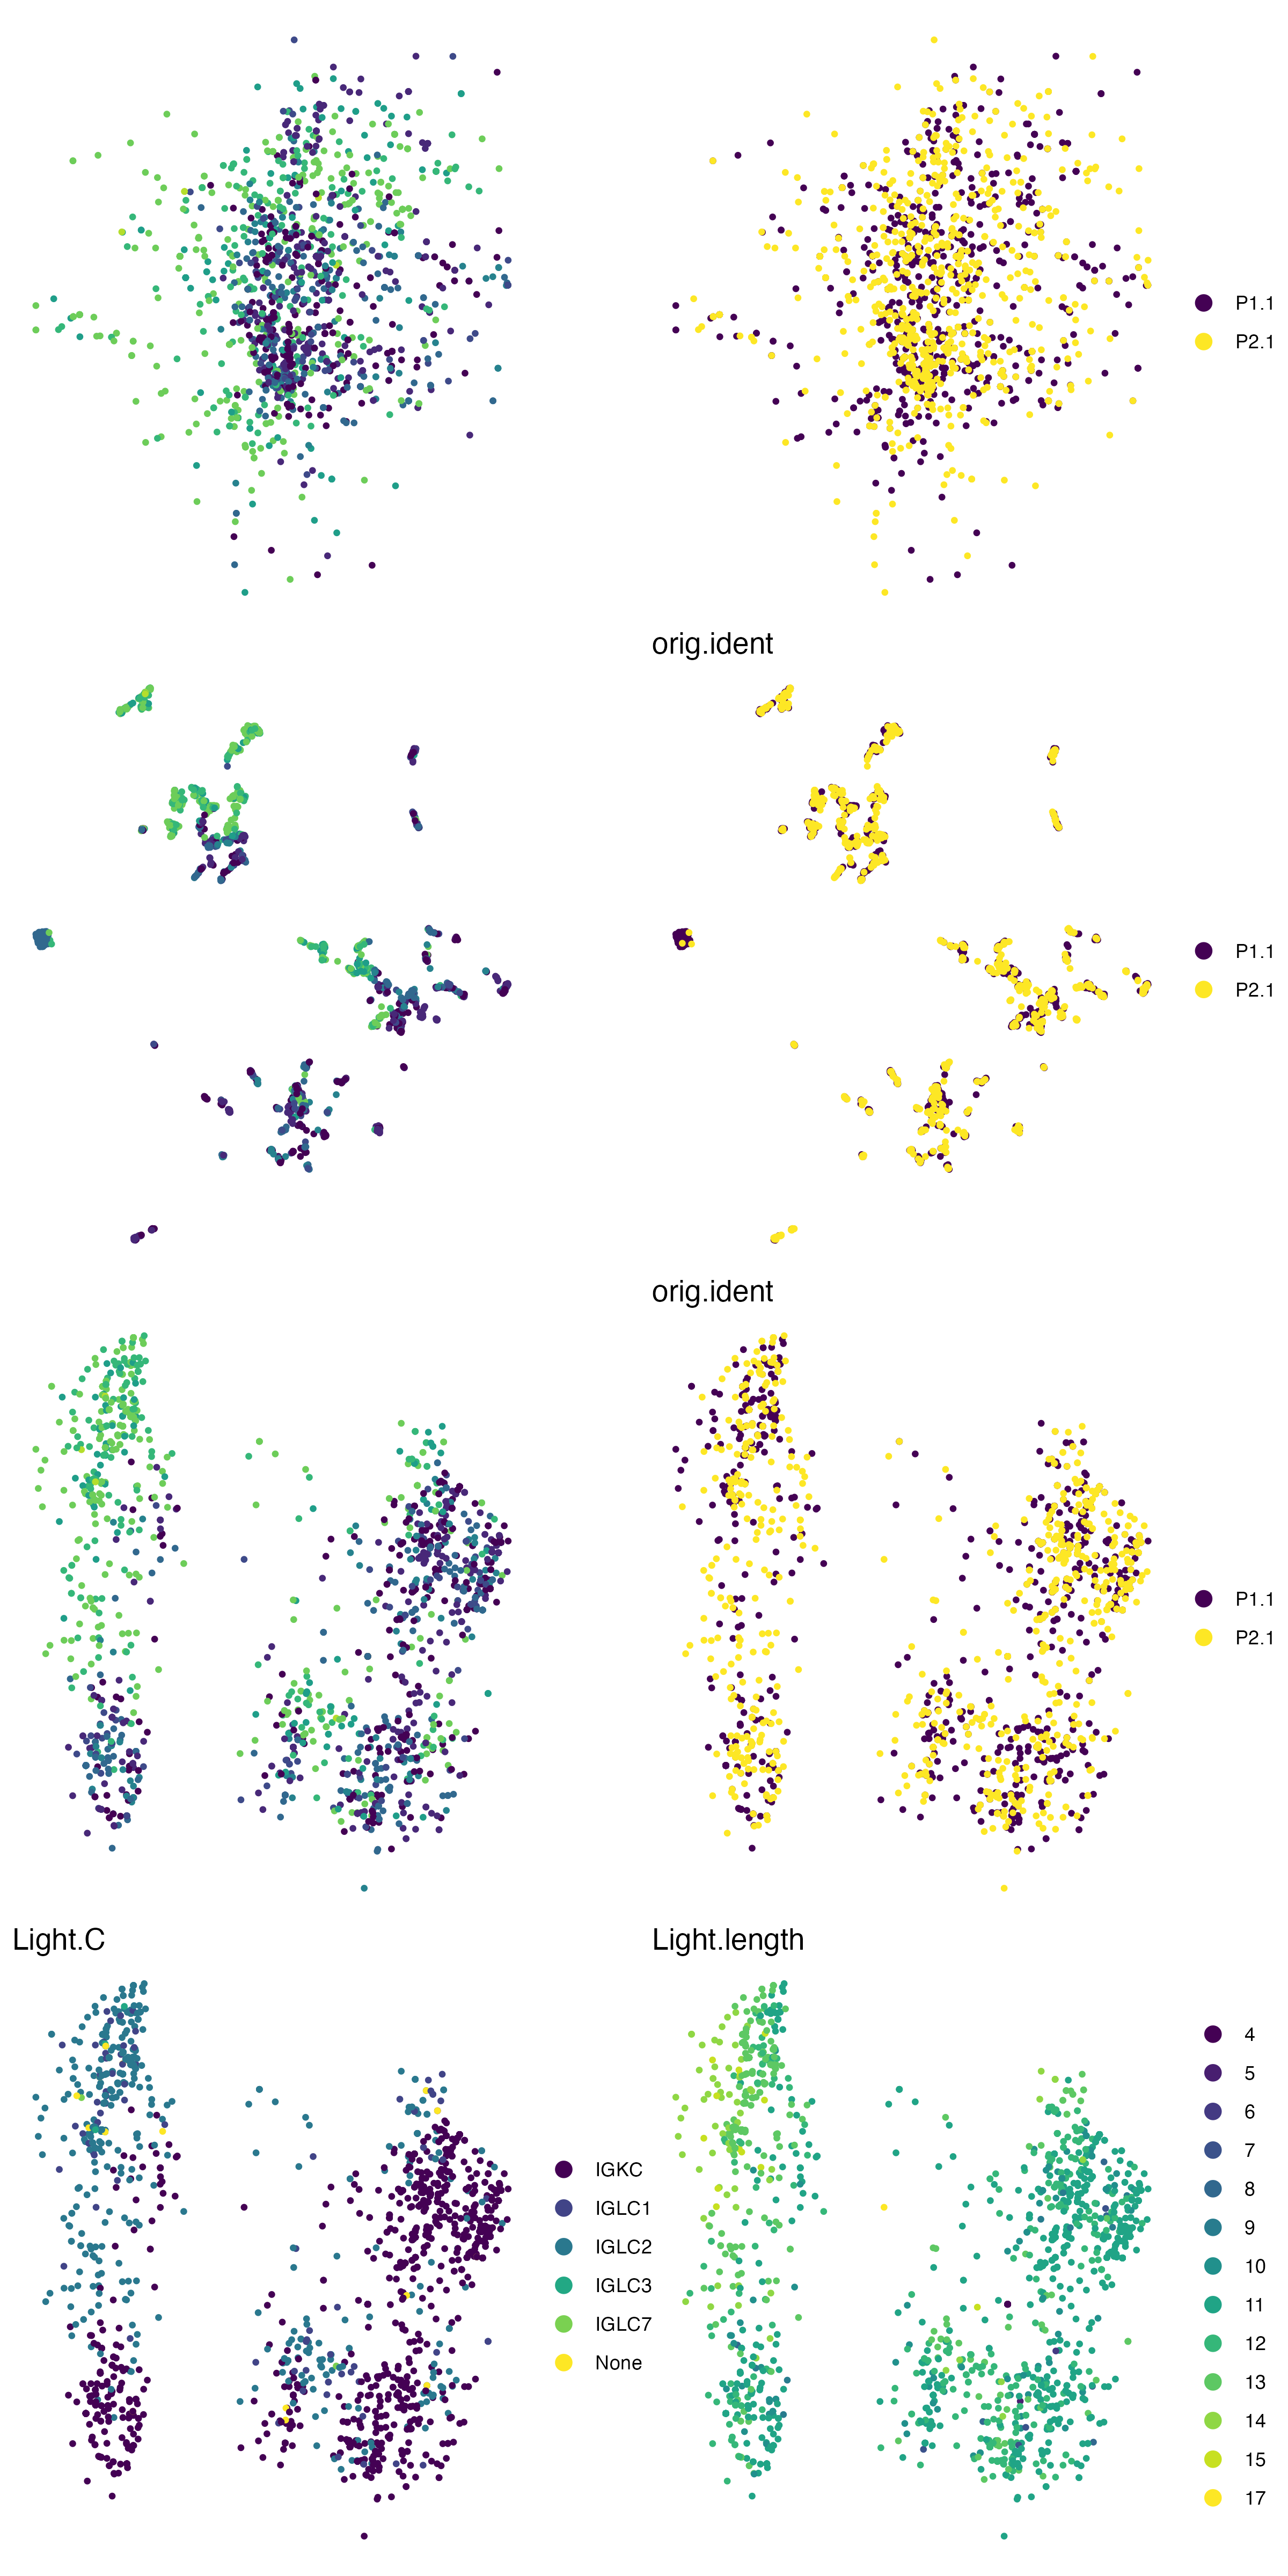 P1.1
P2.1
orig.ident
P1.1
P2.1
orig.ident
P1.1
P2.1
Light.C
IGKC
IGLC1
IGLC2
IGLC3
IGLC7
None
Light.length
4
5
6
7
8
9
10
11
12
13
14
15
17